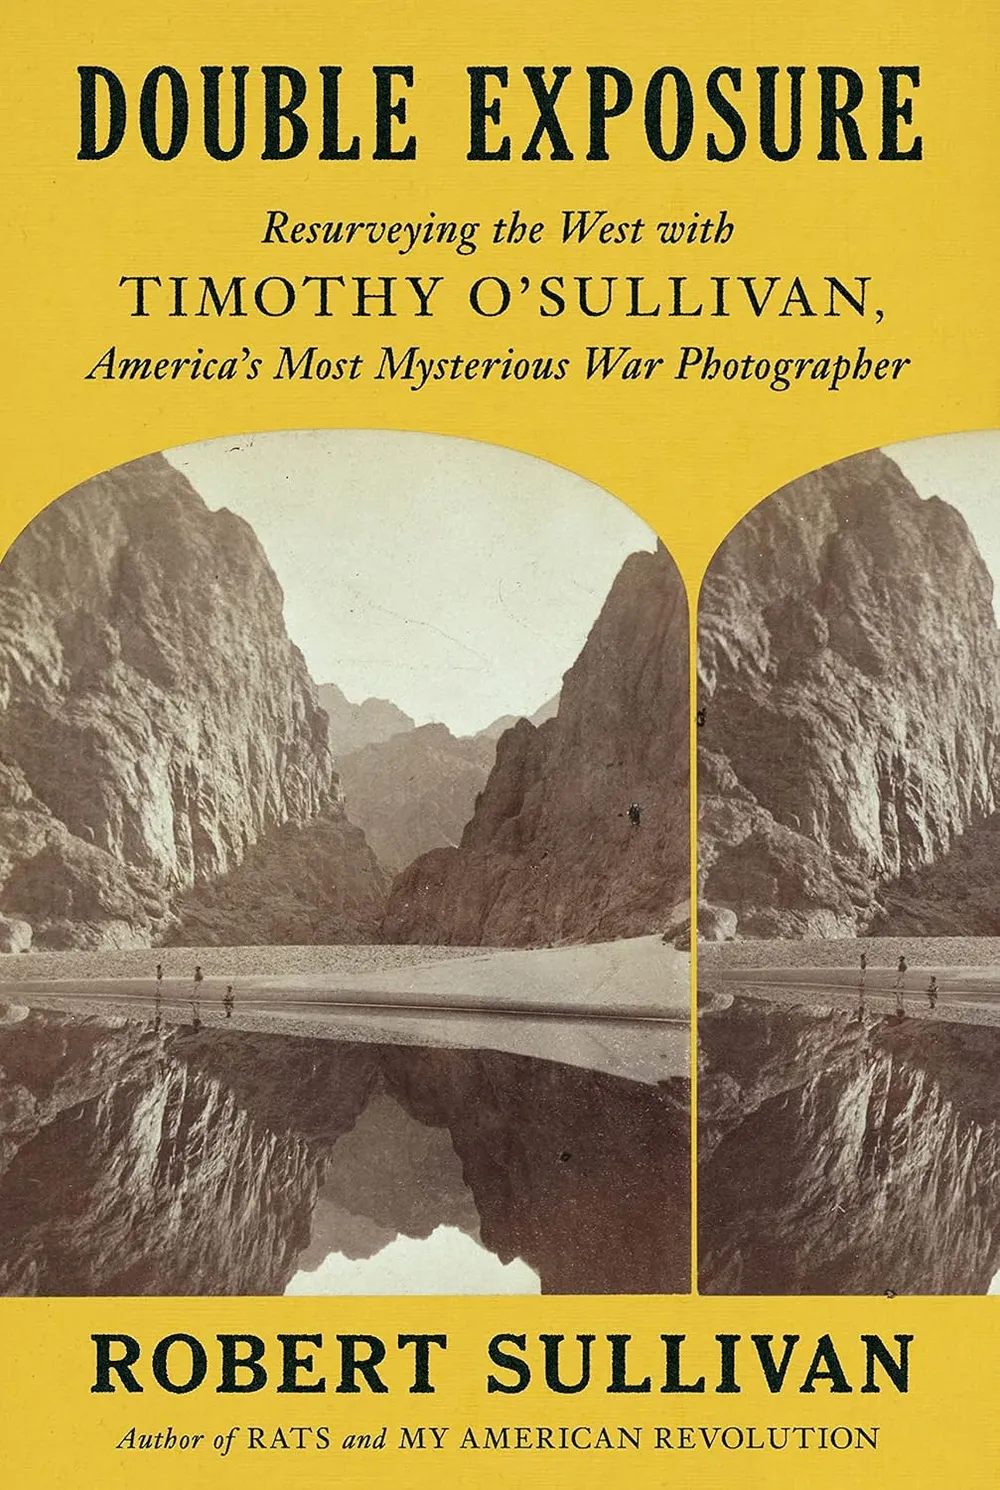 DOUBLE EXPOSURE
Resurveying the West with
TIMOTHY O’SULLIVAN,
America’s Most Mysterious War Photographer
ROBERT SULLIVAN
Author of RATS and MY AMERICAN REVOLUTION